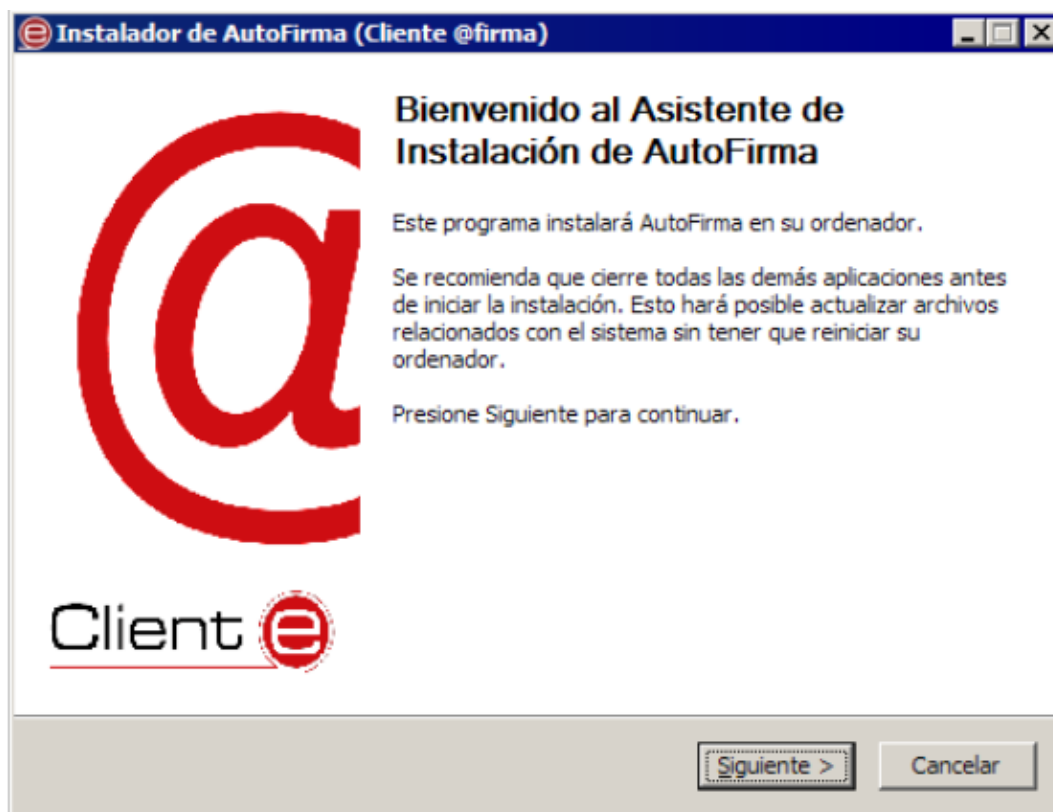 Instalador de AutoFirma (Cliente @firma)
Bienvenido al Asistente de
Instalación de AutoFirma
Este programa instalará AutoFirma en su ordenador.
Se recomienda que cierre todas las demás aplicaciones antes
de iniciar la instalación. Esto hará posible actualizar archivos
relacionados con el sistema sin tener que reiniciar su
ordenador.
Presione Siguiente para continuar.
@
Client e
Siguiente >
Cancelar